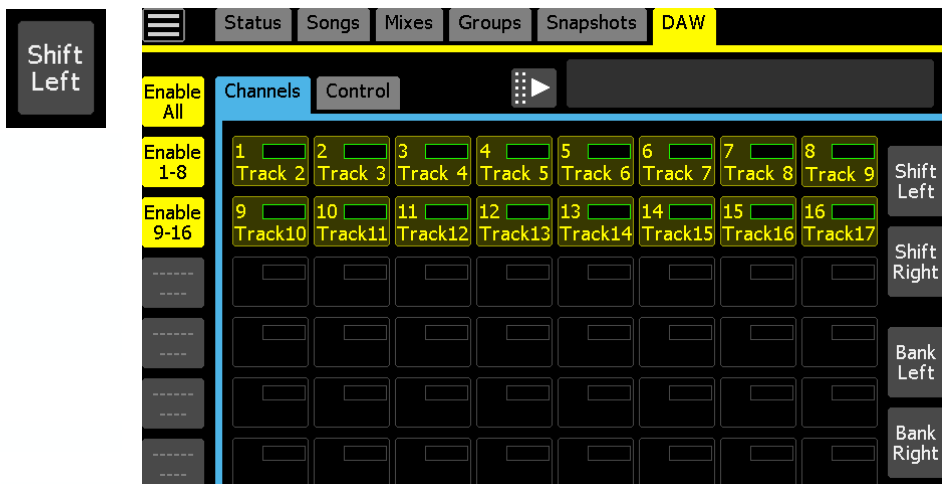 Shift
Left
Status Songs Mixes Groups Snapshots DAW
Enable
All
Channels Control
Enable
1-8
1 2 3 4 5 6 7 8
Track 2 Track 3 Track 4 Track 5 Track 6 Track 7 Track 8 Track 9
Shift
Left
Enable
9-16
9 10 11 12 13 14 15 16
Track10 Track11 Track12 Track13 Track14 Track15 Track16 Track17
Shift
Right
------
----
------
----
Bank
Left
------
----
Bank
Right
------
----